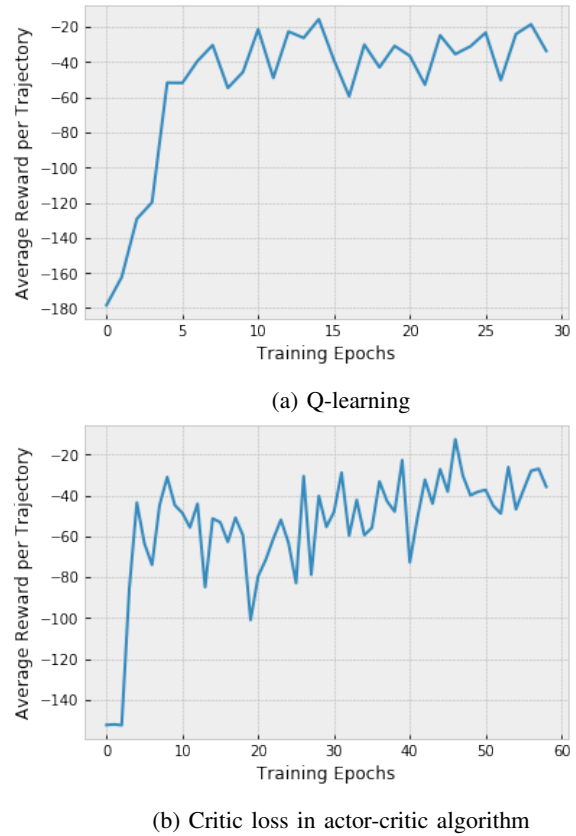 −20
−40
−60
−80
−100
−120
−140
−160
−180
Average Reward per Trajectory
0 5 10 15 20 25 30
Training Epochs
(a) Q-learning
−20
−40
−60
−80
−100
−120
−140
Average Reward per Trajectory
0 10 20 30 40 50 60
Training Epochs
(b) Critic loss in actor-critic algorithm